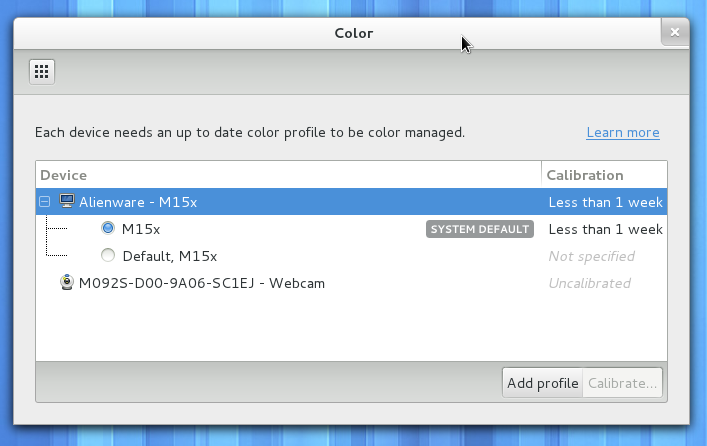 Color
Each device needs an up to date color profile to be color managed. Learn more
Device Calibration
Alienware - M15x Less than 1 week
M15x SYSTEM DEFAULT Less than 1 week
Default, M15x Not specified
M092S-D00-9A06-SC1EJ - Webcam Uncalibrated
Add profile Calibrate...